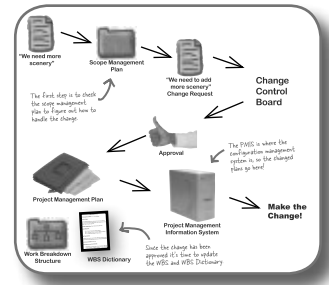 "We need more
scenery"
Scope Management
Plan
"We need to add
more scenery"
Change Request
Change
Control
Board
The first step is to check
the scope management
plan to figure out how to
handle the change.
Approval
The PMIS is where the
configuration management
system is, so the changed
plans go here!
Project Management Plan
Project Management
Information System
Make the
Change!
Work Breakdown
Structure
WBS Dictionary
Since the change has been
approved it's time to update
the WBS and WBS Dictionary